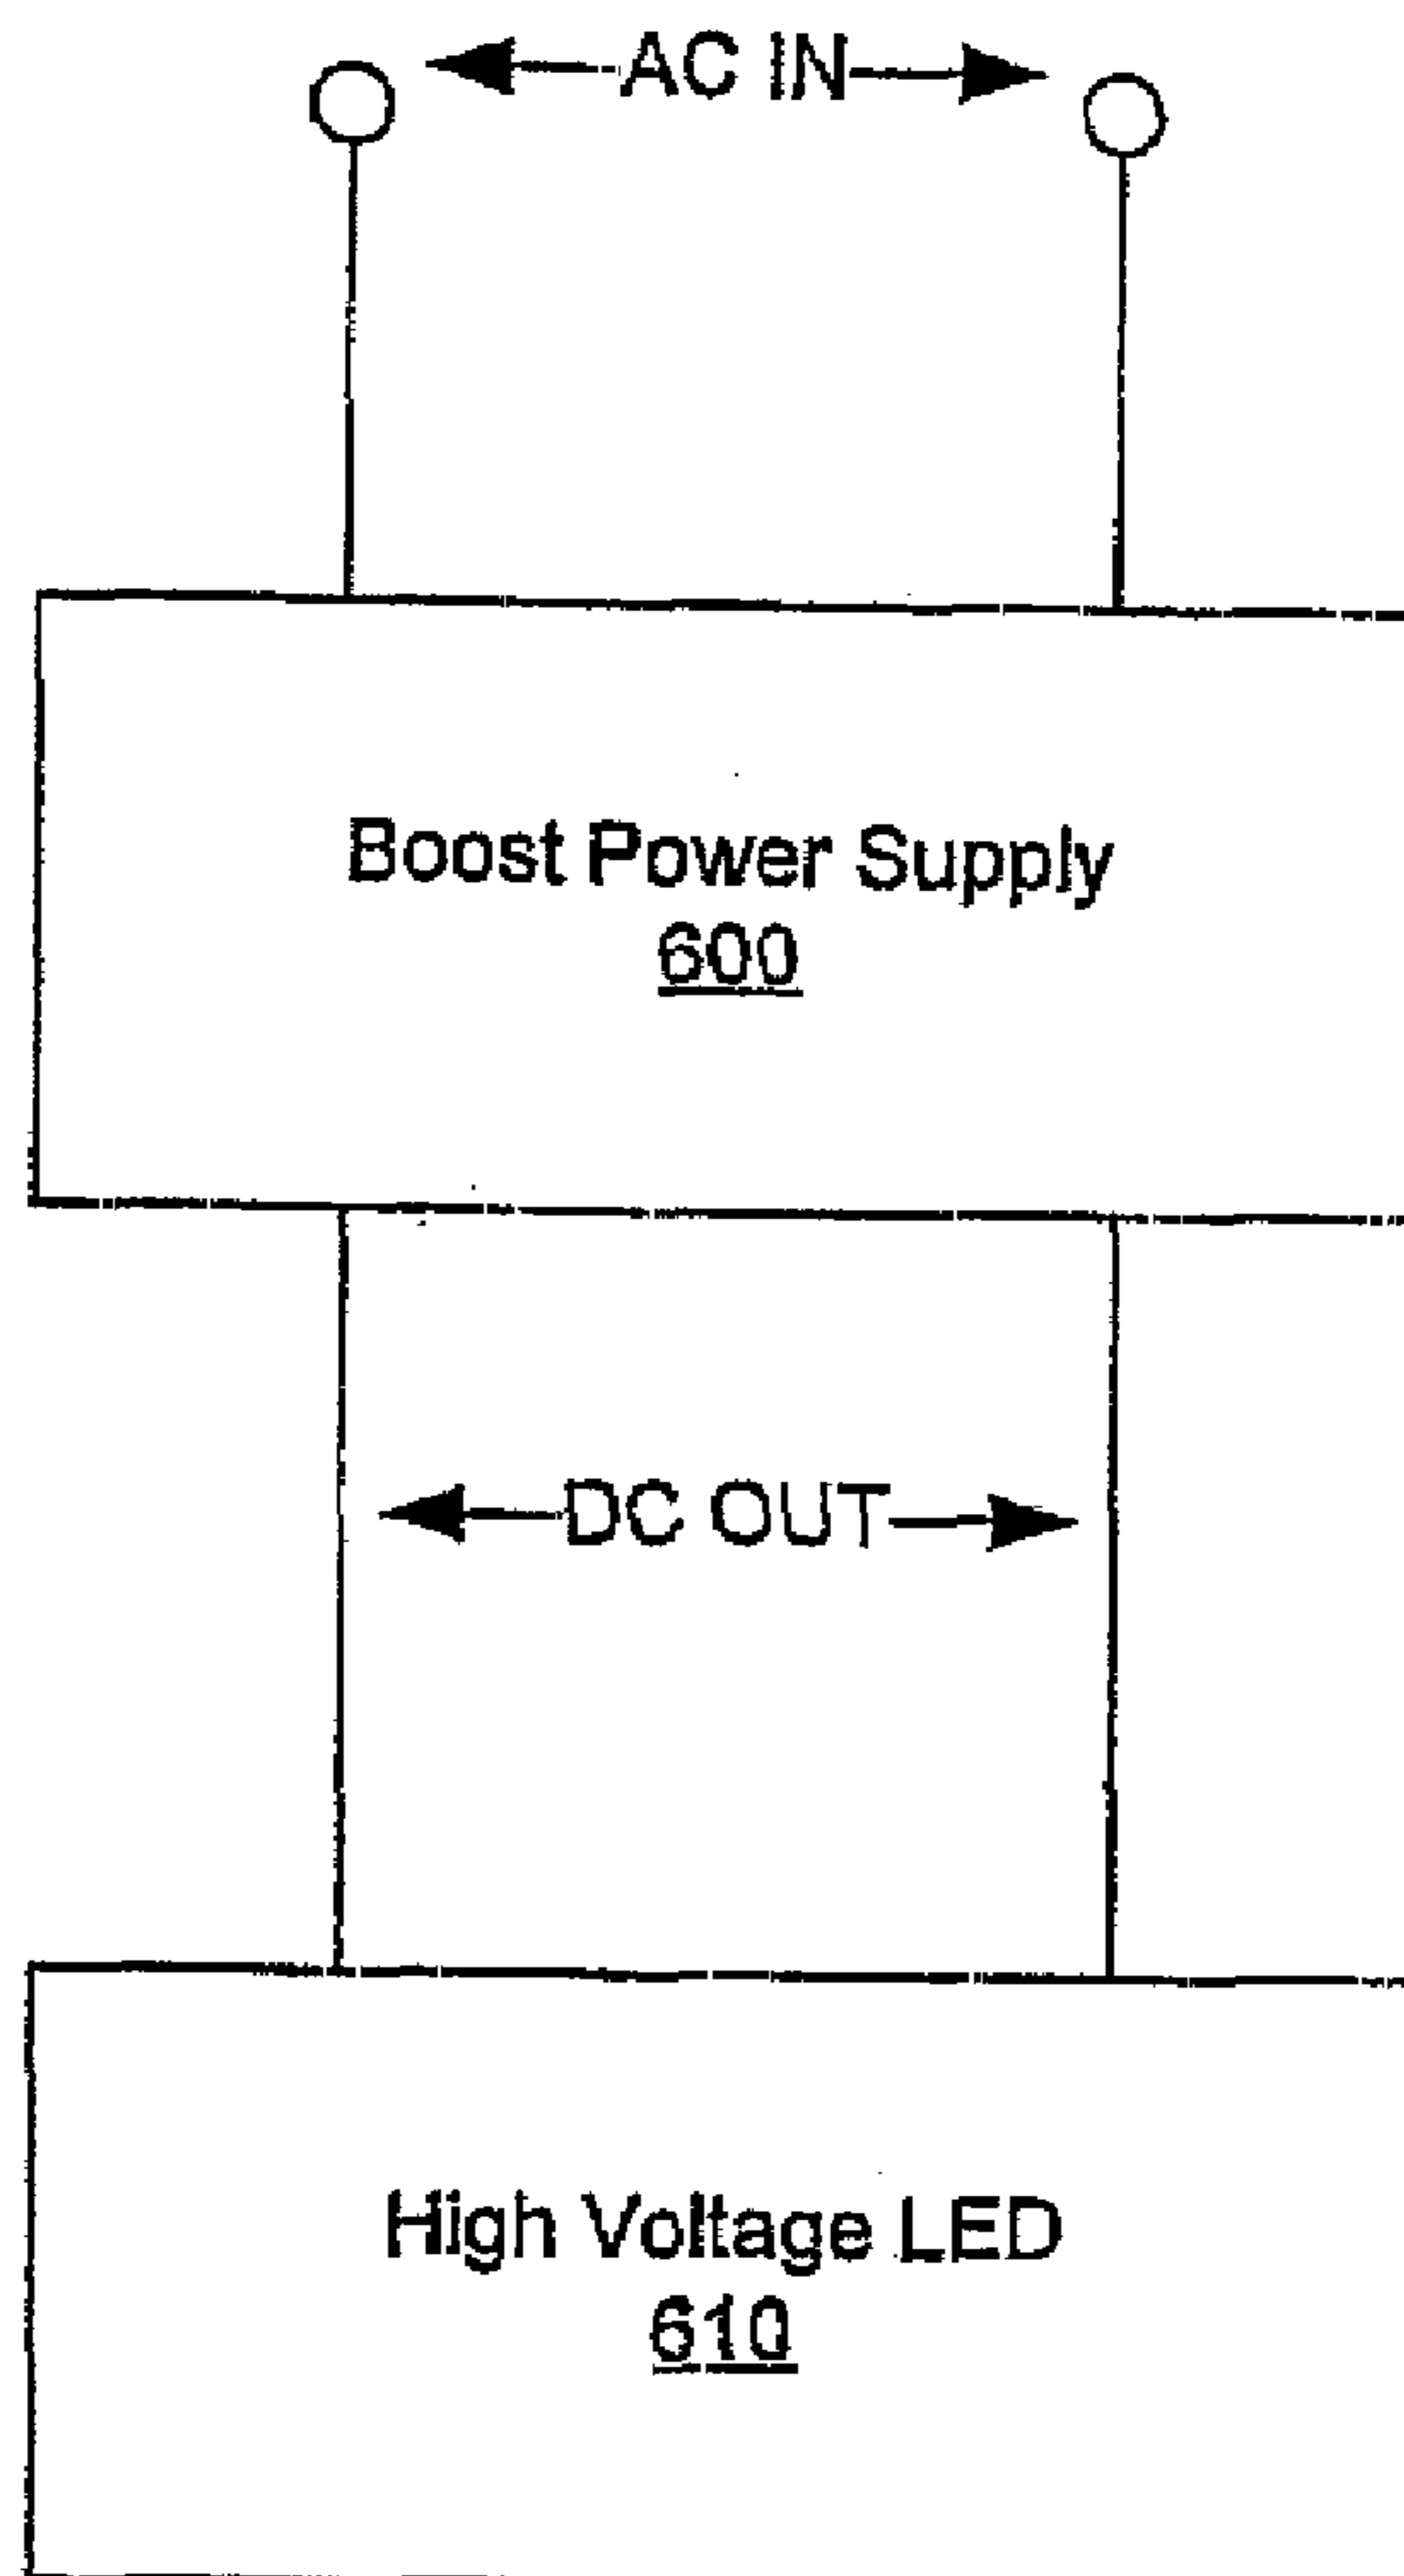 AC IN
Boost Power Supply
600
DC OUT
High Voltage LED
610